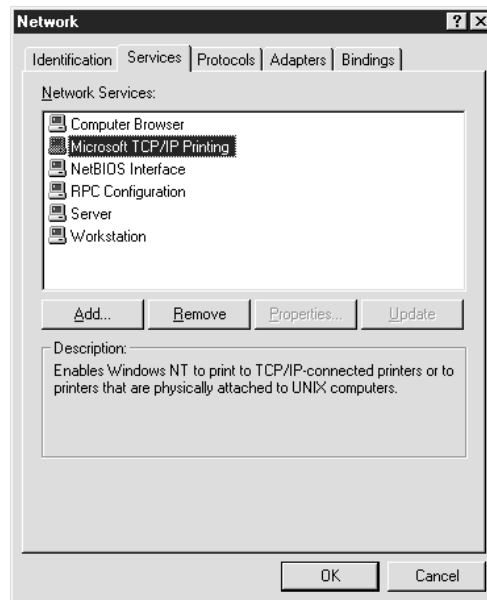 Network
? X
Identification Services Protocols Adapters Bindings
Network Services:
Computer Browser
Microsoft TCP/IP Printing
NetBIOS Interface
RPC Configuration
Server
Workstation
Add... Remove Properties... Update
Description:
Enables Windows NT to print to TCP/IP-connected printers or to
printers that are physically attached to UNIX computers.
OK Cancel